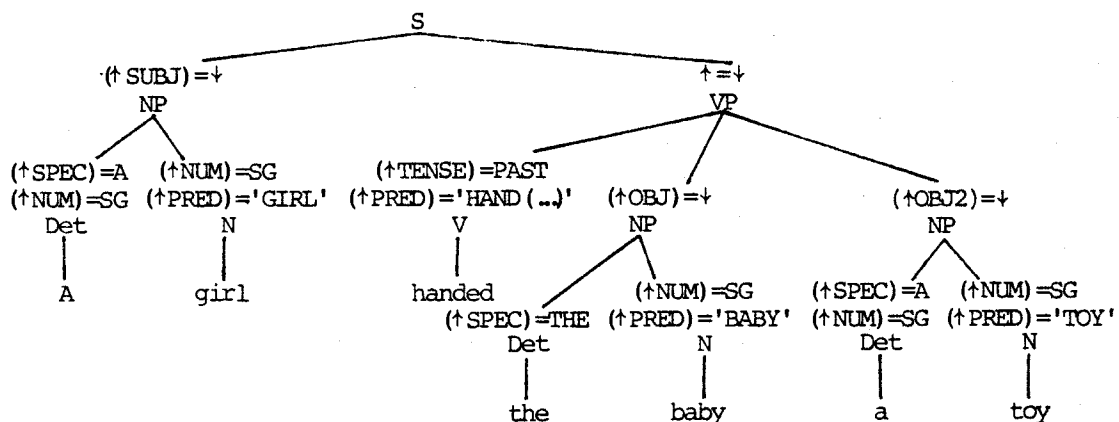 S
(↑SUBJ)=↓ ↑=↓
NP VP
(↑SPEC)=A (↑NUM)=SG (↑TENSE)=PAST
(↑NUM)=SG (↑PRED)='GIRL' (↑PRED)='HAND(...)' (↑OBJ)=↓ (↑OBJ2)=↓
Det N V NP NP
A girl handed (↑NUM)=SG (↑SPEC)=A (↑NUM)=SG
(↑SPEC)=THE (↑PRED)='BABY' (↑NUM)=SG (↑PRED)='TOY'
Det N Det N
the baby a toy